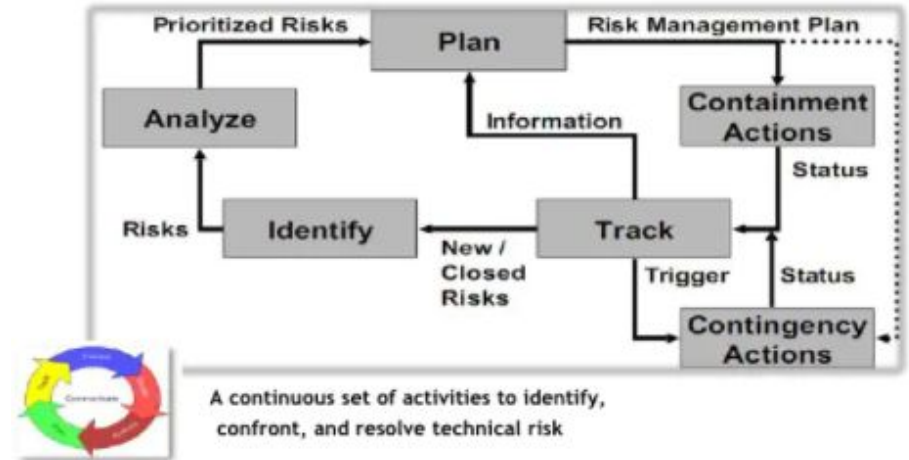 Prioritized Risks
Plan
Risk Management Plan
Analyze
Information
Containment
Actions
Status
Risks
Identify
Track
New /
Closed
Risks
Trigger
Status
Contingency
Actions
A continuous set of activities to identify,
confront, and resolve technical risk